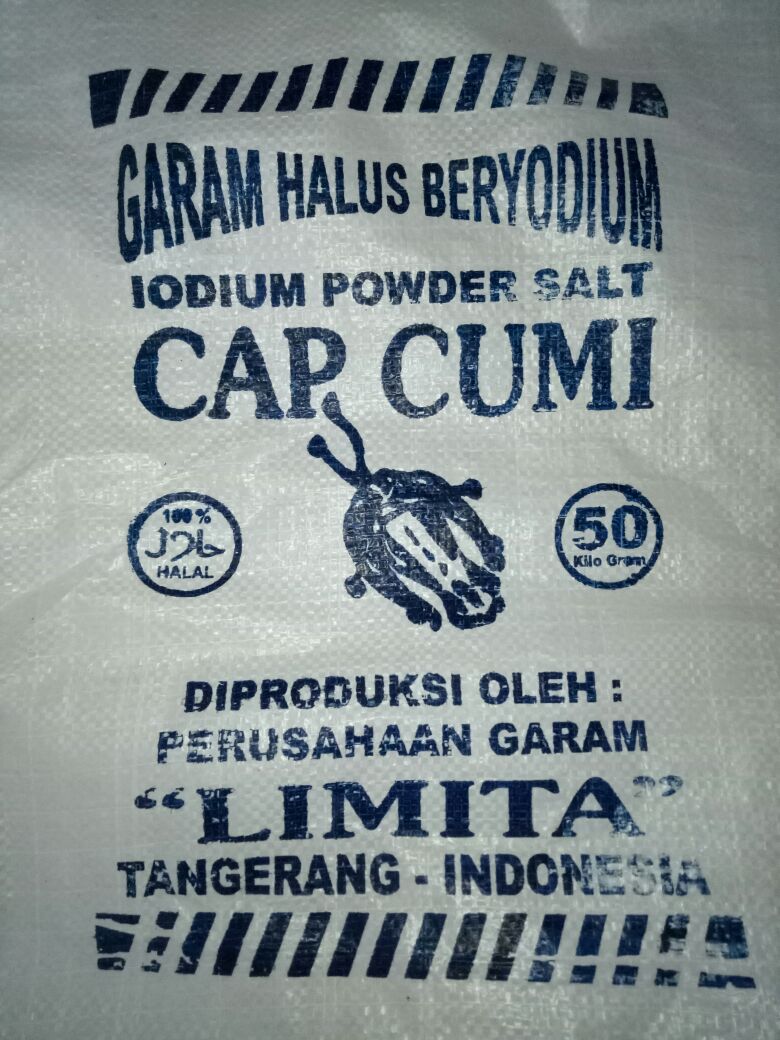 GARAM HALUS BERYODIUM
IODIUM POWDER SALT
CAP CUMI
100 %
حلال
HALAL
50
Kilo Gram
DIPRODUKSI OLEH :
PERUSAHAAN GARAM
“LIMITA”
TANGERANG - INDONESIA